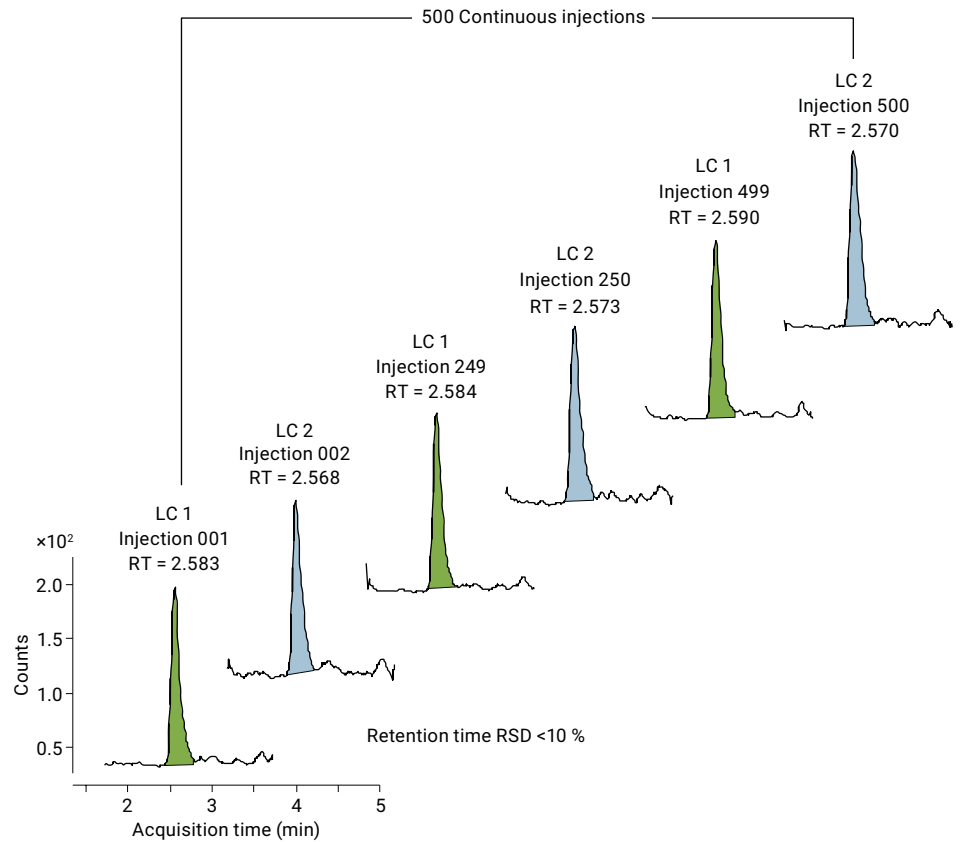 500 Continuous injections
LC 2
Injection 500
RT = 2.570
LC 1
Injection 499
RT = 2.590
LC 2
Injection 250
RT = 2.573
LC 1
Injection 249
RT = 2.584
LC 2
Injection 002
RT = 2.568
LC 1
Injection 001
RT = 2.583
×10²
2.0
1.5
1.0
0.5
Counts
Retention time RSD <10 %
2 3 4 5
Acquisition time (min)